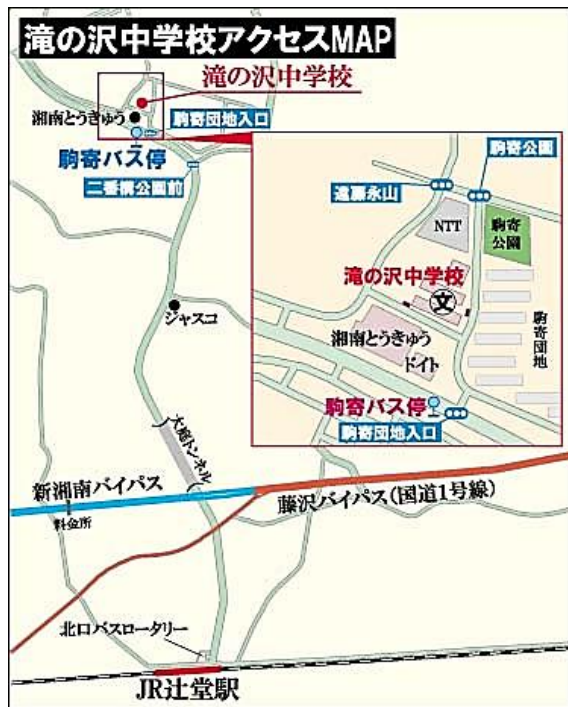 滝の沢中学校アクセスMAP
滝の沢中学校
湘南とうきゅう
駒寄団地入口
駒寄バス停
二番構公園前
駒寄公園
遠藤永山
NTT
駒寄
公園
滝の沢中学校
文
湘南とうきゅう
ドイト
駒寄団地
駒寄バス停
駒寄団地入口
ジャスコ
大庭トンネル
新湘南バイパス
料金所
藤沢バイパス(国道1号線)
北口バスロータリー
JR辻堂駅